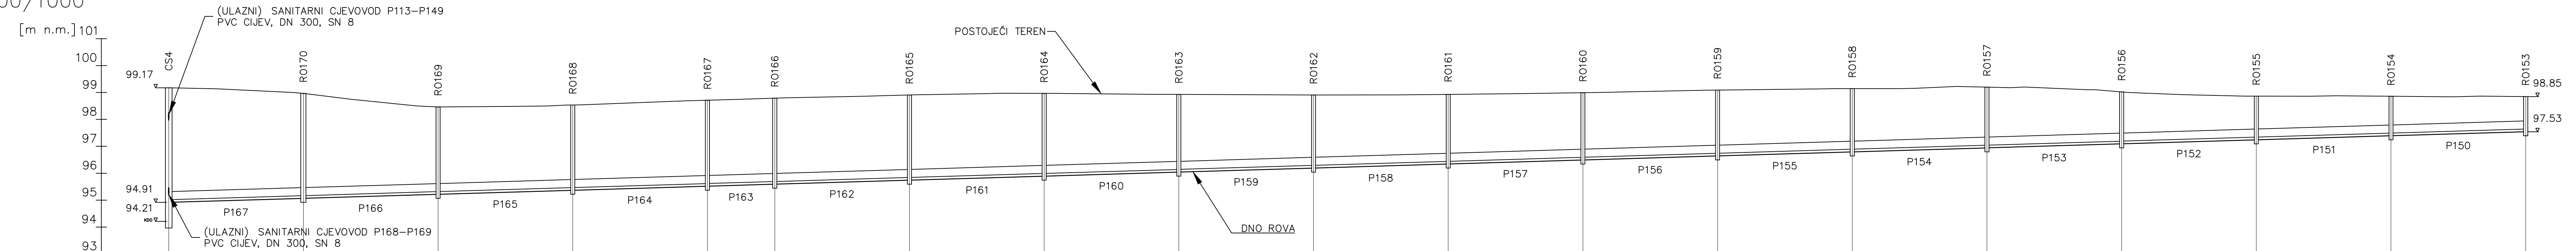 (ULAZNI) SANITARNI CJEVOVOD P113-P149
PVC CIJEV, DN 300, SN 8
[m n.m.] 101
100
99
98
97
96
95
94
93
POSTOJEĆI TEREN
CS4
RO170
RO169
RO168
RO167
RO166
RO165
RO164
RO163
RO162
RO161
RO160
RO159
RO158
RO157
RO156
RO155
RO154
RO153
99.17
98.85
97.53
94.91
94.21
KDO
P167
P166
P165
P164
P163
P162
P161
P160
P159
P158
P157
P156
P155
P154
P153
P152
P151
P150
DNO ROVA
(ULAZNI) SANITARNI CJEVOVOD P168-P169
PVC CIJEV, DN 300, SN 8